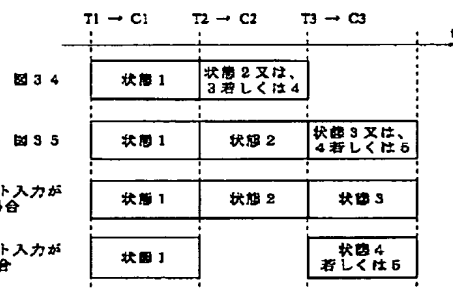 T1 → C1 T2 → C2 T3 → C3
t
図34 状態1 状態2又は、
3若しくは4
図35 状態1 状態2 状態3又は、
4若しくは5
ト入力が
合 状態1 状態2 状態3
ト入力が
合 状態1 状態4
若しくは5